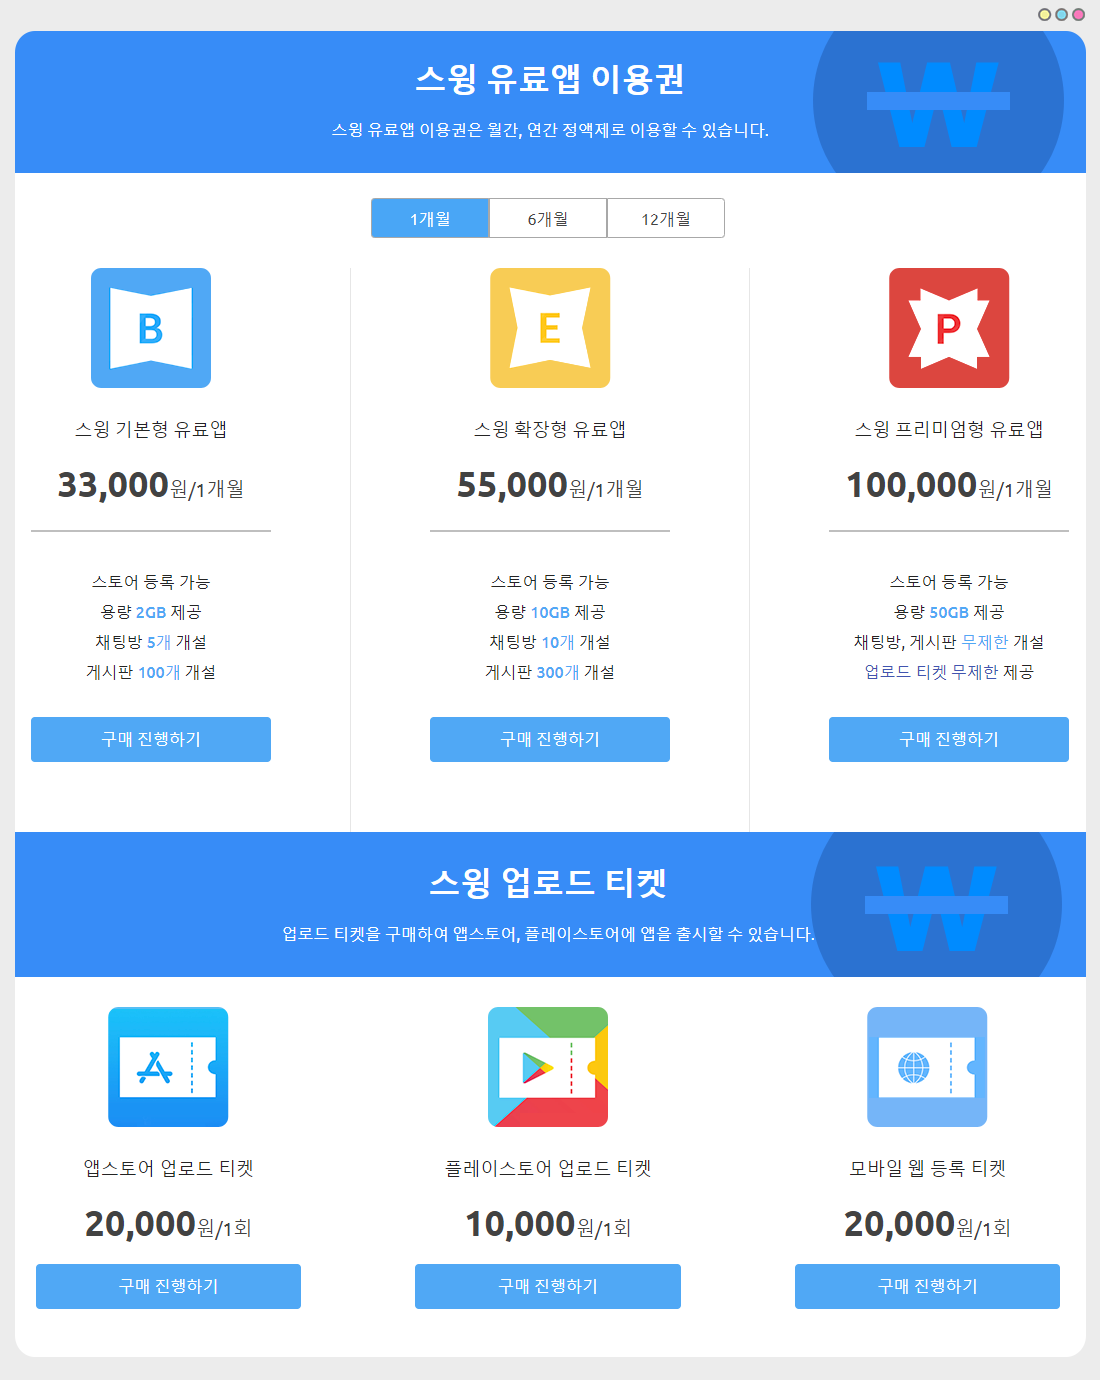 스윙 유료앱 이용권
스윙 유료앱 이용권은 월간, 연간 정액제로 이용할 수 있습니다.
W
1개월
6개월
12개월
B
스윙 기본형 유료앱
33,000원/1개월
스토어 등록 가능
용량 2GB 제공
채팅방 5개 개설
게시판 100개 개설
구매 진행하기
E
스윙 확장형 유료앱
55,000원/1개월
스토어 등록 가능
용량 10GB 제공
채팅방 10개 개설
게시판 300개 개설
구매 진행하기
P
스윙 프리미엄형 유료앱
100,000원/1개월
스토어 등록 가능
용량 50GB 제공
채팅방, 게시판 무제한 개설
업로드 티켓 무제한 제공
구매 진행하기
스윙 업로드 티켓
업로드 티켓을 구매하여 앱스토어, 플레이스토어에 앱을 출시할 수 있습니다.
W
앱스토어 업로드 티켓
20,000원/1회
구매 진행하기
플레이스토어 업로드 티켓
10,000원/1회
구매 진행하기
모바일 웹 등록 티켓
20,000원/1회
구매 진행하기